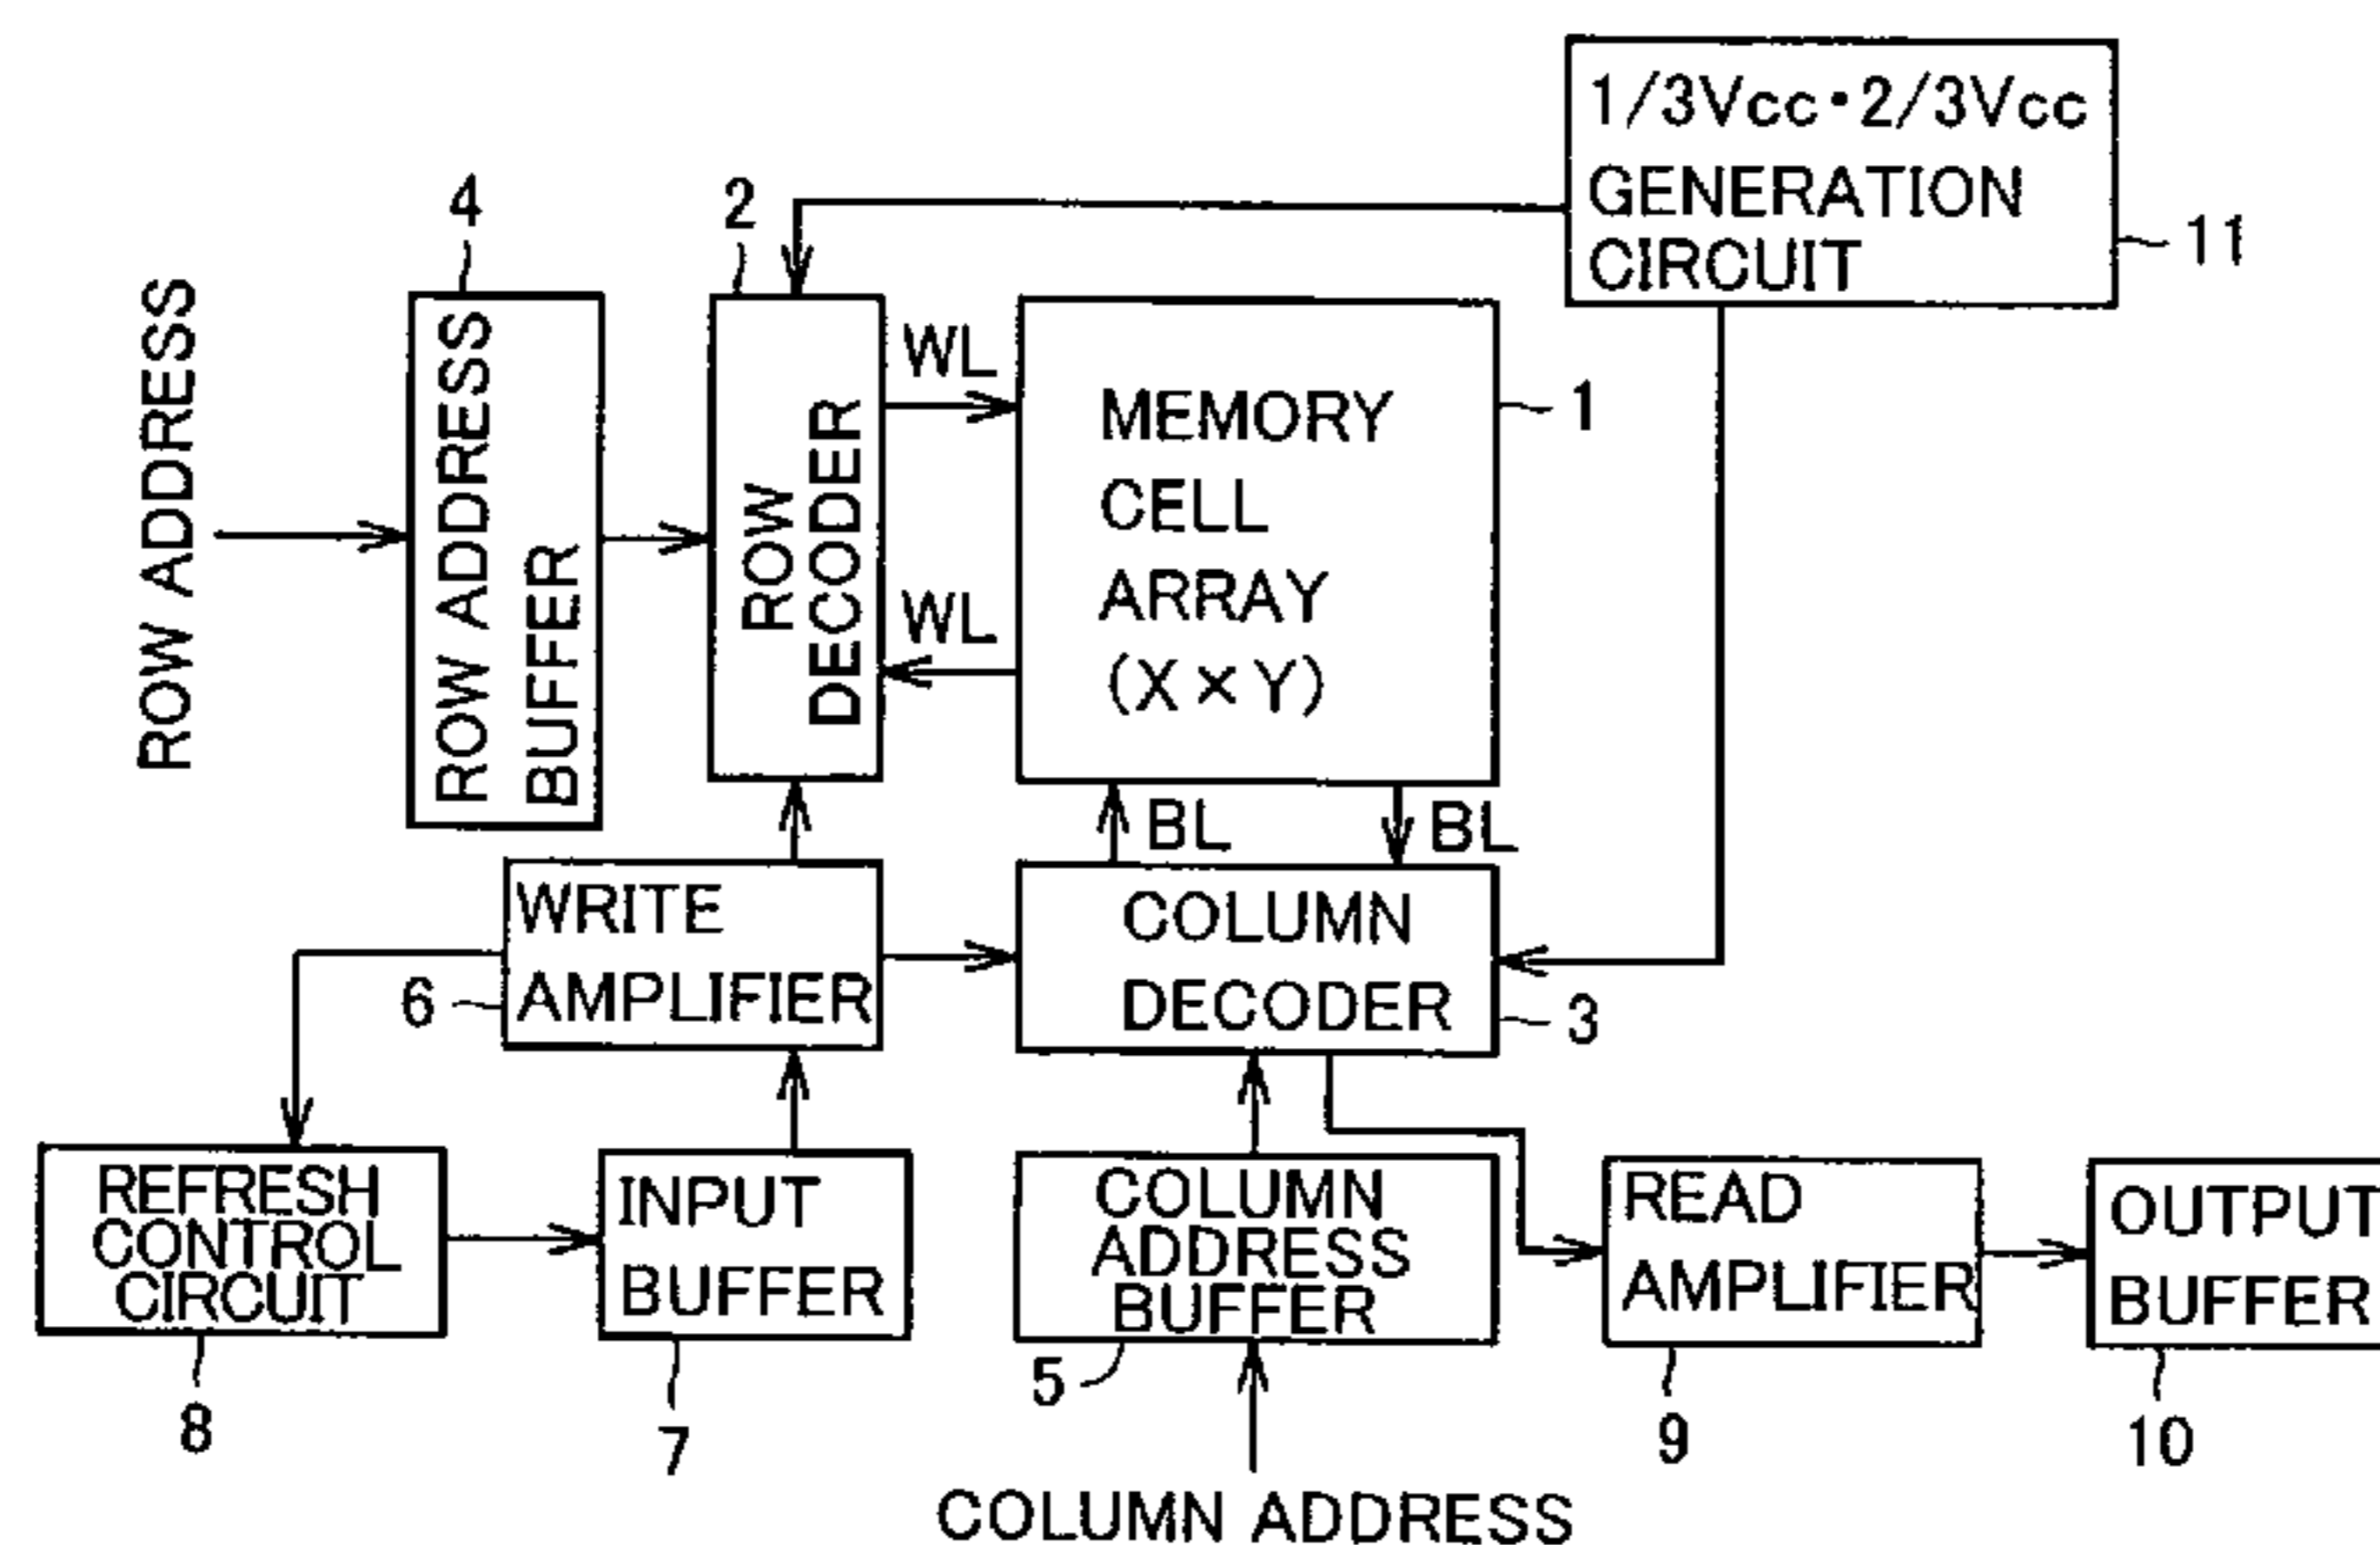 1/3Vcc·2/3Vcc
GENERATION
CIRCUIT
11
4
2
ROW ADDRESS
ROW ADDRESS
BUFFER
ROW
DECODER
WL
WL
MEMORY
CELL
ARRAY
(X×Y)
1
BL
BL
WRITE
AMPLIFIER
6
COLUMN
DECODER
3
REFRESH
CONTROL
CIRCUIT
8
INPUT
BUFFER
7
COLUMN
ADDRESS
BUFFER
5
READ
AMPLIFIER
9
OUTPUT
BUFFER
10
COLUMN ADDRESS